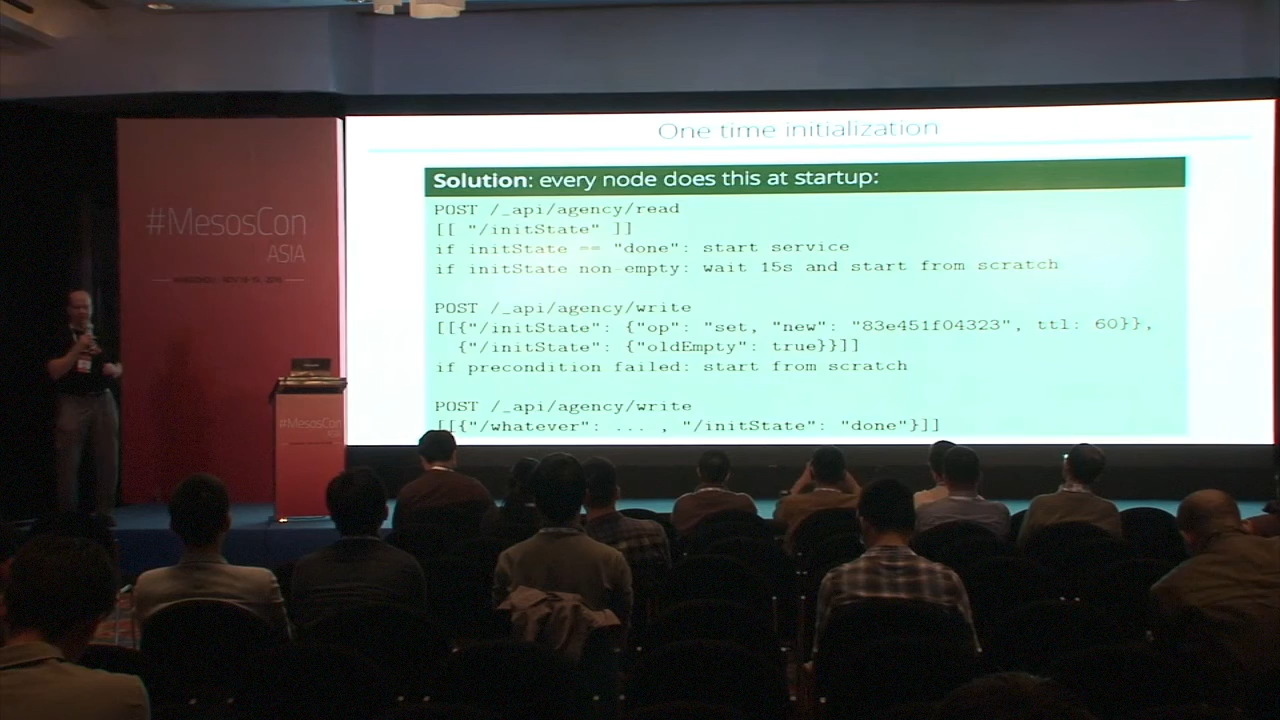 One time initialization
Solution: every node does this at startup:
POST /_api/agency/read
[[ "/initState" ]]
if initState == "done": start service
if initState non-empty: wait 15s and start from scratch
POST /_api/agency/write
[[{"/initState": {"op": "set, "new": "83e451f04323", ttl: 60}},
{"/initState": {"oldEmpty": true}}]]
if precondition failed: start from scratch
POST /_api/agency/write
[[{"/whatever": ... , "/initState": "done"}]]
#MesosCon
ASIA
#MesosCon